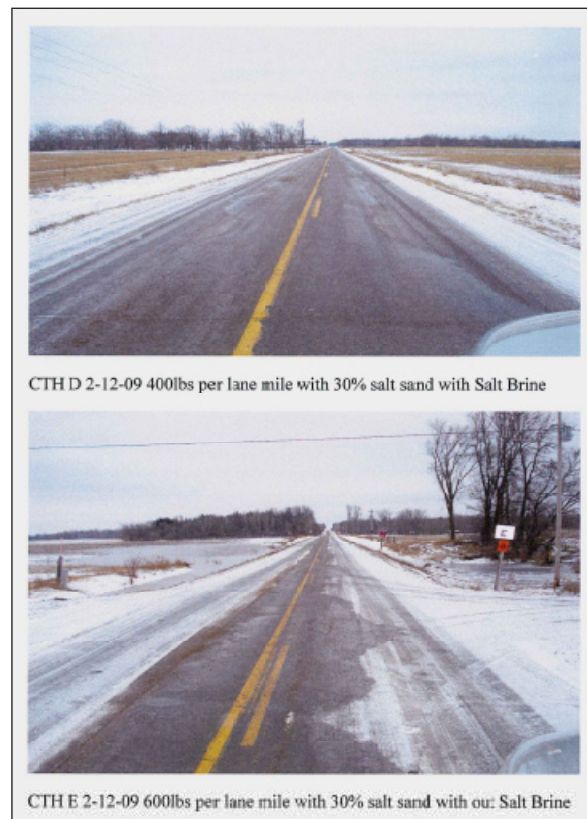 CTH D 2-12-09 400lbs per lane mile with 30% salt sand with Salt Brine
E
CTH E 2-12-09 600lbs per lane mile with 30% salt sand with out Salt Brine